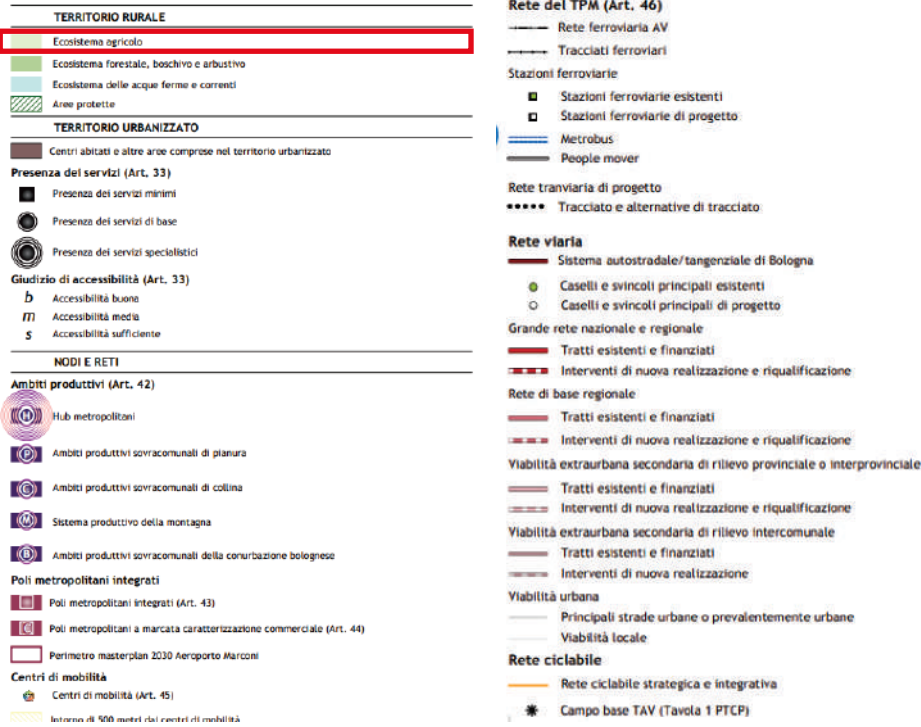 TERRITORIO RURALE
Ecosistema agricolo
Ecosistema forestale, boschivo e arbustivo
Ecosistema delle acque ferme e correnti
Aree protette
TERRITORIO URBANIZZATO
Centri abitati e altre aree comprese nel territorio urbanizzato
Presenza dei servizi (Art. 33)
Presenza dei servizi minimi
Presenza dei servizi di base
Presenza dei servizi specialistici
Giudizio di accessibilità (Art. 33)
b Accessibilità buona
m Accessibilità media
s Accessibilità sufficiente
NODI E RETI
Ambiti produttivi (Art. 42)
H Hub metropolitani
P Ambiti produttivi sovracomunali di pianura
C Ambiti produttivi sovracomunali di collina
M Sistema produttivo della montagna
B Ambiti produttivi sovracomunali della conurbazione bolognese
Poli metropolitani integrati
Poli metropolitani integrati (Art. 43)
C Poli metropolitani a marcata caratterizzazione commerciale (Art. 44)
Perimetro masterplan 2030 Aeroporto Marconi
Centri di mobilità
Centri di mobilità (Art. 45)
Intorno di 500 metri dai centri di mobilità
Rete del TPM (Art. 46)
Rete ferroviaria AV
Tracciati ferroviari
Stazioni ferroviarie
Stazioni ferroviarie esistenti
Stazioni ferroviarie di progetto
Metrobus
People mover
Rete tranviaria di progetto
Tracciato e alternative di tracciato
Rete viaria
Sistema autostradale/tangenziale di Bologna
Caselli e svincoli principali esistenti
Caselli e svincoli principali di progetto
Grande rete nazionale e regionale
Tratti esistenti e finanziati
Interventi di nuova realizzazione e riqualificazione
Rete di base regionale
Tratti esistenti e finanziati
Interventi di nuova realizzazione e riqualificazione
Viabilità extraurbana secondaria di rilievo provinciale o interprovinciale
Tratti esistenti e finanziati
Interventi di nuova realizzazione e riqualificazione
Viabilità extraurbana secondaria di rilievo intercomunale
Tratti esistenti e finanziati
Interventi di nuova realizzazione
Viabilità urbana
Principali strade urbane o prevalentemente urbane
Viabilità locale
Rete ciclabile
Rete ciclabile strategica e integrativa
Campo base TAV (Tavola 1 PTCP)